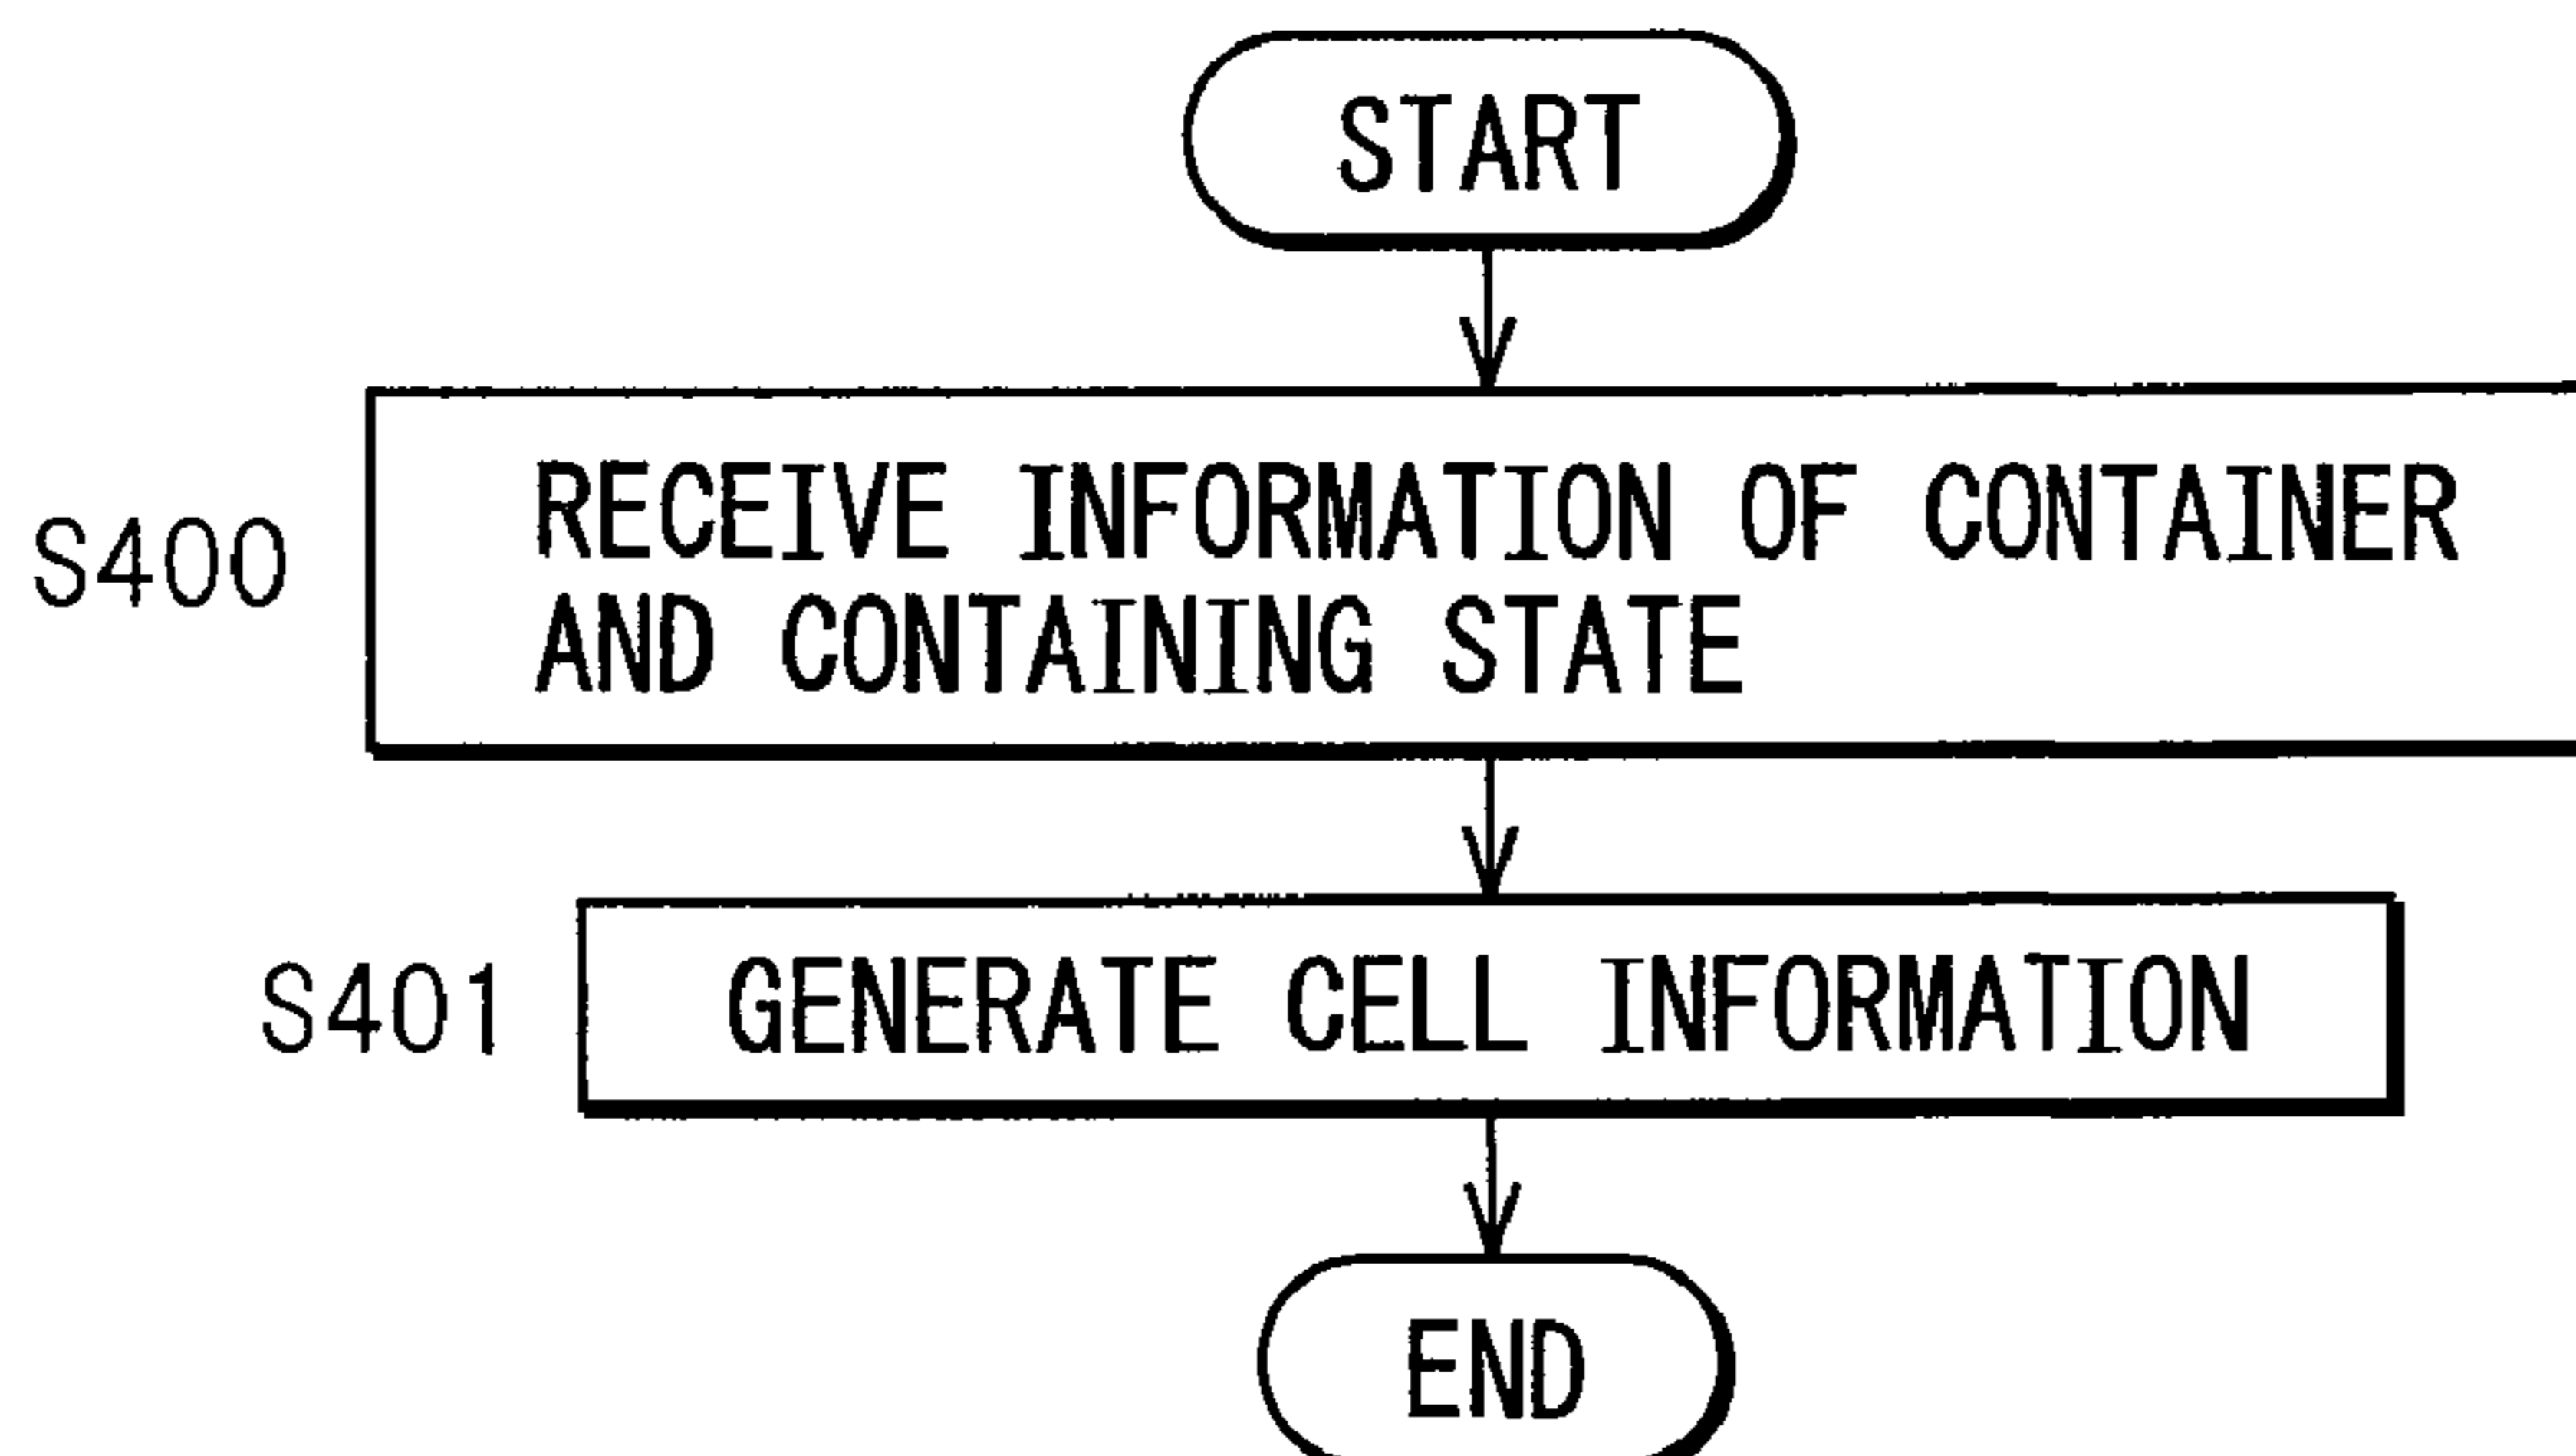 START
S400
RECEIVE INFORMATION OF CONTAINER
AND CONTAINING STATE
S401
GENERATE CELL INFORMATION
END